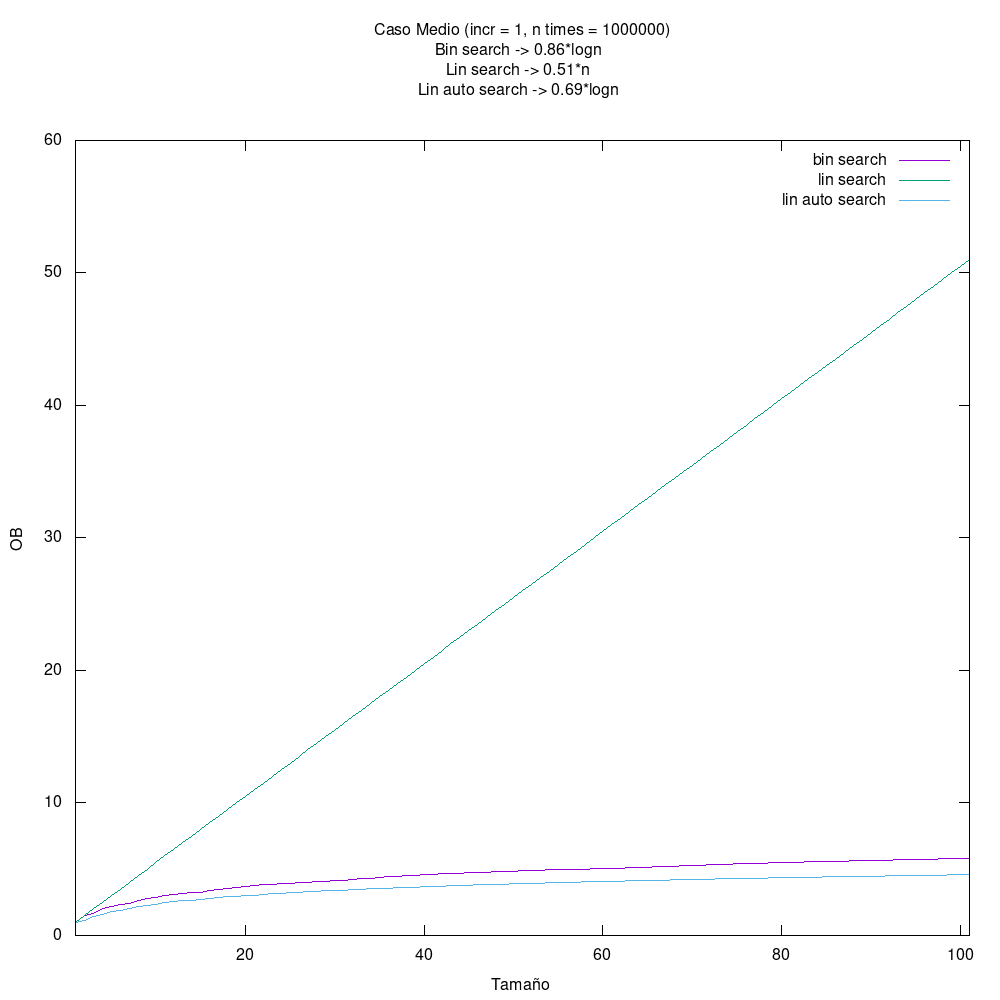 Caso Medio (incr = 1, n times = 1000000)
Bin search -> 0.86*logn
Lin search -> 0.51*n
Lin auto search -> 0.69*logn
60
50
40
30
20
10
0
OB
bin search
lin search
lin auto search
20
40
60
80
100
Tamaño